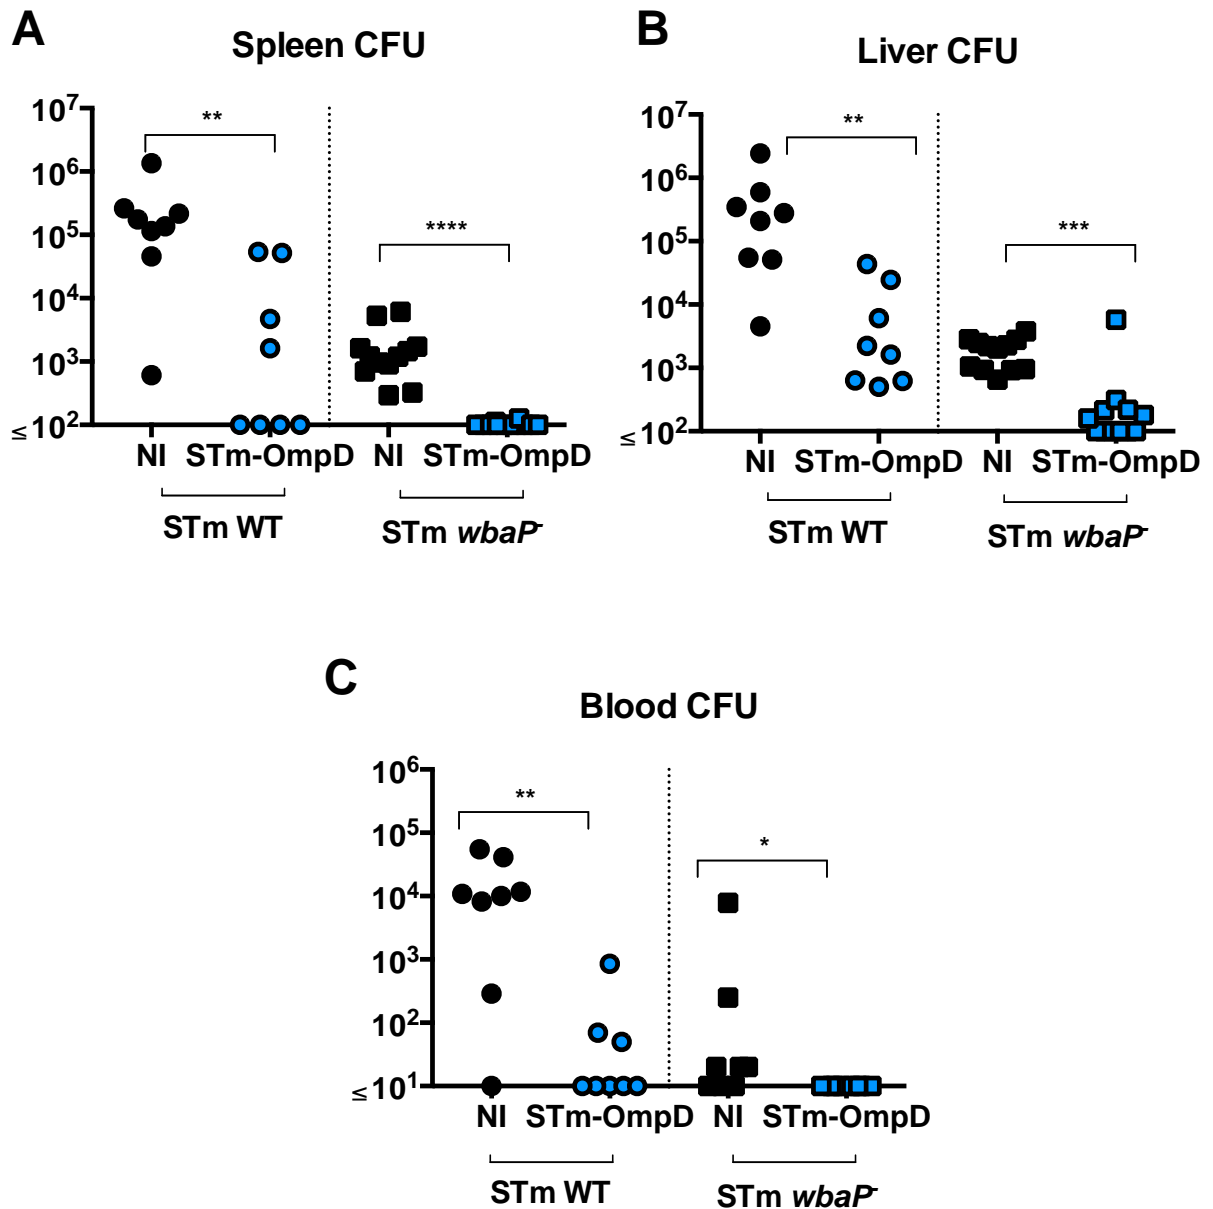 A
Spleen CFU
10⁷
10⁶
10⁵
10⁴
10³
≤ 10²
**
****
NI STm-OmpD NI STm-OmpD
STm WT
STm wbaP⁻
B
Liver CFU
10⁷
10⁶
10⁵
10⁴
10³
≤ 10²
**
***
NI STm-OmpD NI STm-OmpD
STm WT
STm wbaP⁻
C
Blood CFU
10⁶
10⁵
10⁴
10³
10²
≤ 10¹
**
*
NI STm-OmpD NI STm-OmpD
STm WT
STm wbaP⁻